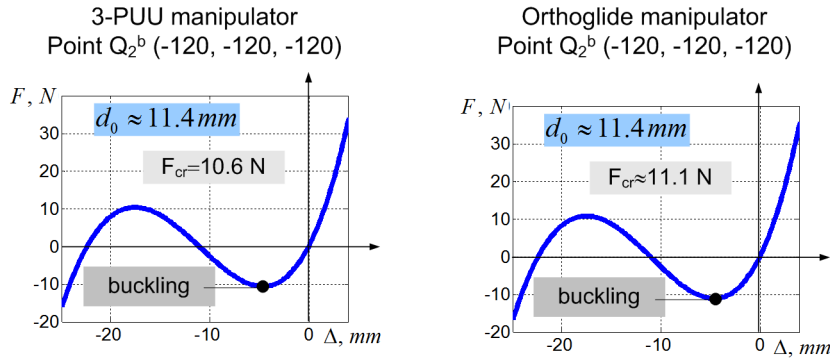 3-PUU manipulator
Point Q₂ᵇ (-120, -120, -120)
F, N
d₀ ≈ 11.4 mm
F_cr=10.6 N
30
20
10
0
-10
-20
buckling
-20
-10
0
Δ, mm
Orthoglide manipulator
Point Q₂ᵇ (-120, -120, -120)
F, N
d₀ ≈ 11.4 mm
F_cr≈11.1 N
30
20
10
0
-10
-20
buckling
-20
-10
0
Δ, mm